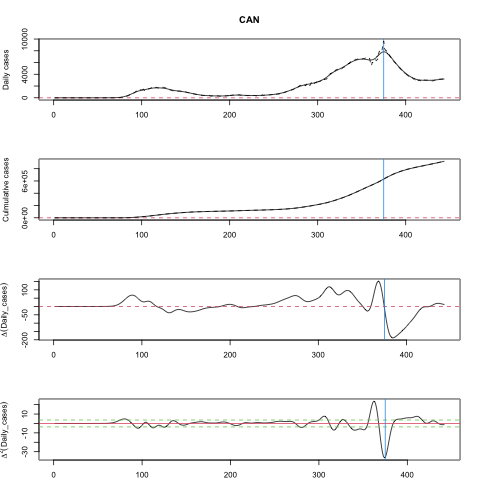 CAN
Daily cases
0 4000 10000
0 100 200 300 400
Culmulative cases
0e+00 6e+05
0 100 200 300 400
Δ(Daily_cases)
-200 -50 100
0 100 200 300 400
Δ²(Daily_cases)
-30 -10 10
0 100 200 300 400